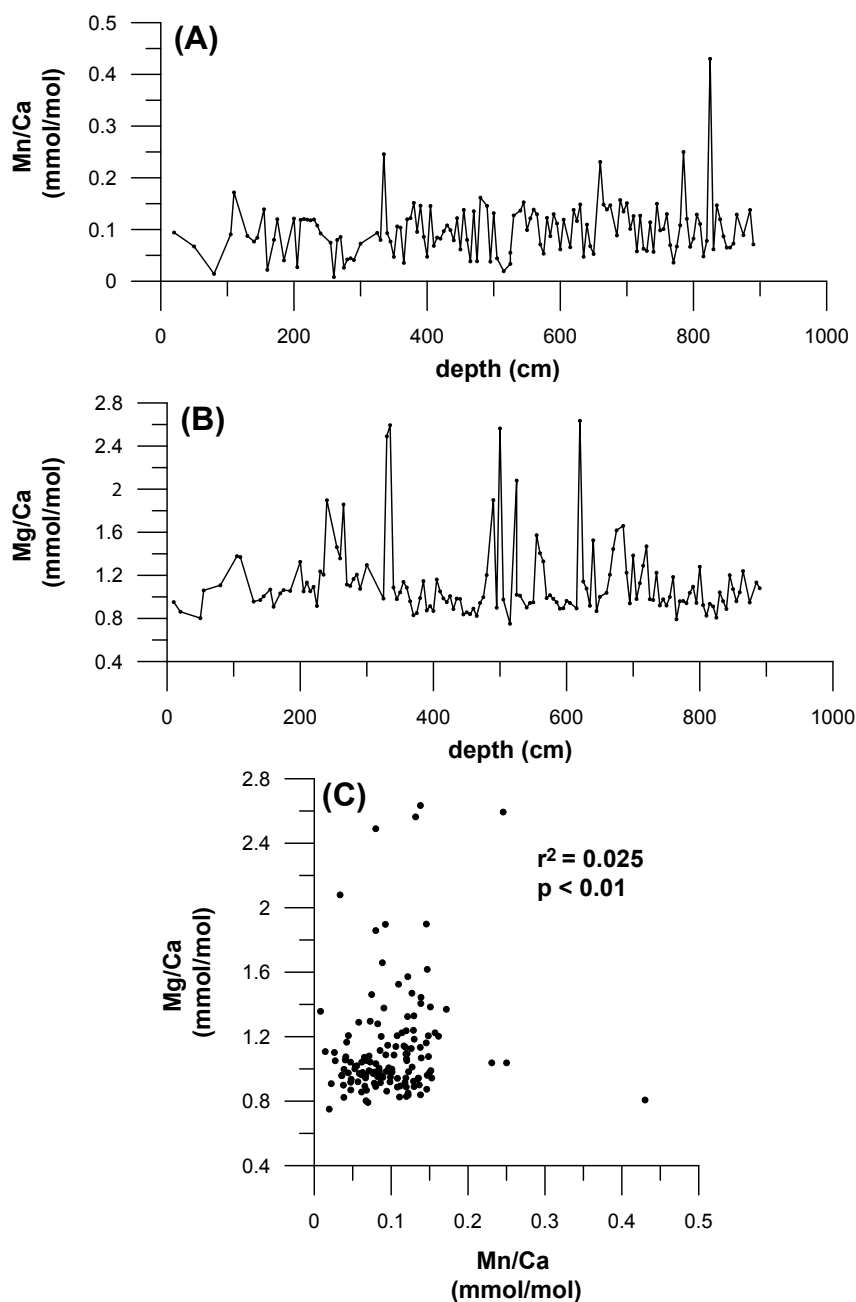 (A)
Mn/Ca
(mmol/mol)
0.5
0.4
0.3
0.2
0.1
0
0 200 400 600 800 1000
depth (cm)
(B)
Mg/Ca
(mmol/mol)
2.8
2.4
2
1.6
1.2
0.8
0.4
0 200 400 600 800 1000
depth (cm)
(C)
Mg/Ca
(mmol/mol)
2.8
2.4
2
1.6
1.2
0.8
0.4
r² = 0.025
p < 0.01
0 0.1 0.2 0.3 0.4 0.5
Mn/Ca
(mmol/mol)